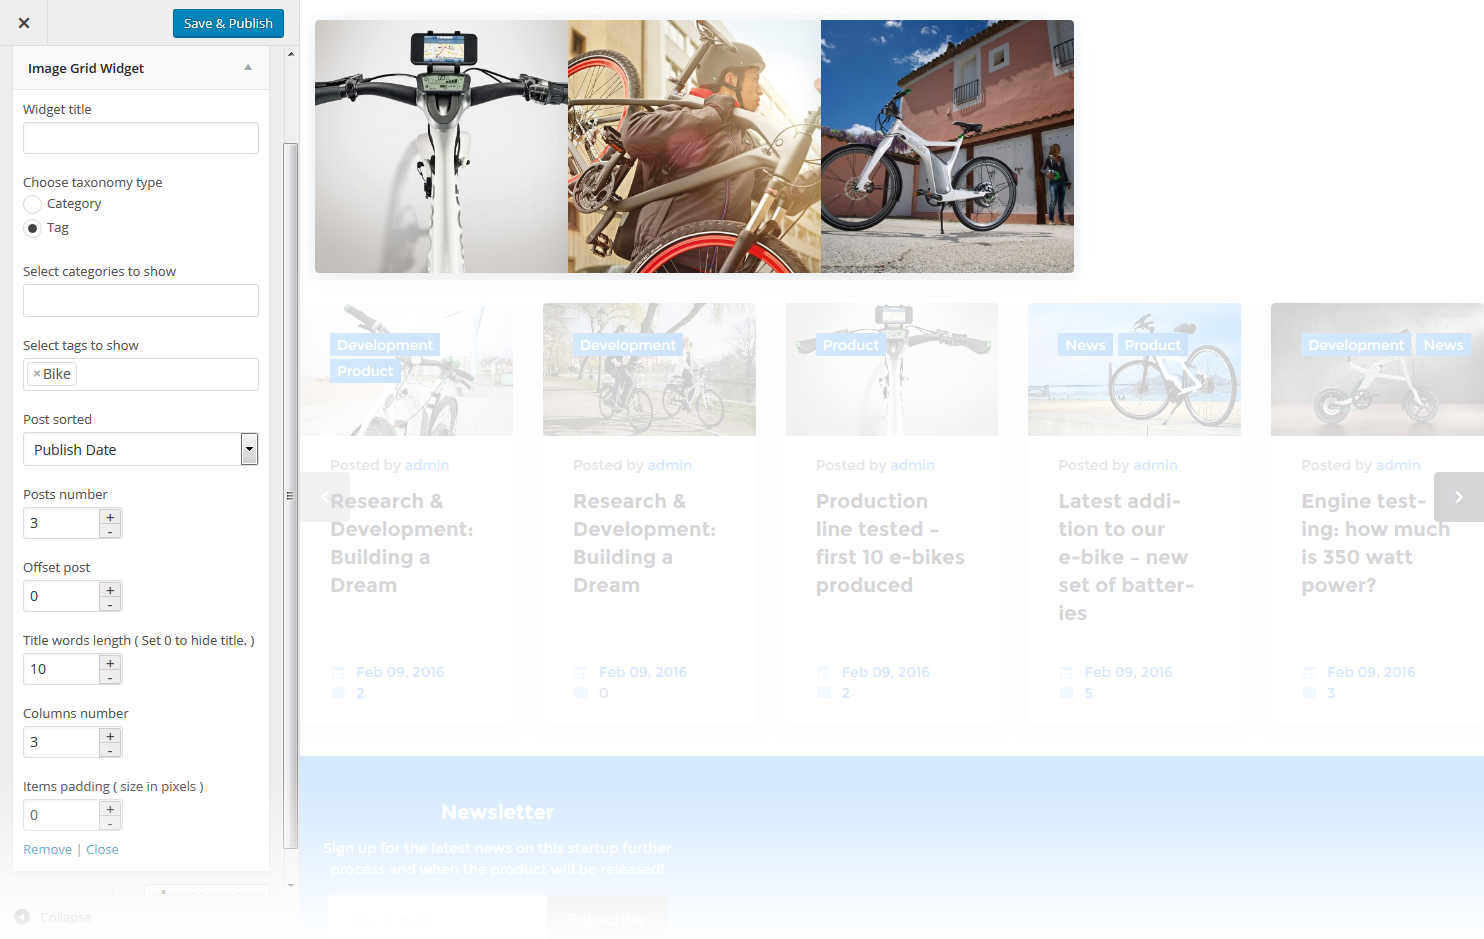 Save & Publish
Image Grid Widget
Widget title
Choose taxonomy type
Category
Tag
Select categories to show
Select tags to show
× Bike
Post sorted
Publish Date
Posts number
3
+
-
Offset post
0
+
-
Title words length ( Set 0 to hide title. )
10
+
-
Columns number
3
+
-
Items padding ( size in pixels )
0
+
-
Remove | Close
Collapse
Development
Product
Posted by admin
Research &
Development:
Building a
Dream
Feb 09, 2016
2
Development
Posted by admin
Research &
Development:
Building a
Dream
Feb 09, 2016
0
Product
Posted by admin
Production
line tested –
first 10 e-bikes
produced
Feb 09, 2016
2
News Product
Posted by admin
Latest addi-
tion to our
e-bike – new
set of batter-
ies
Feb 09, 2016
5
Development News
Posted by admin
Engine test-
ing: how much
is 350 watt
power?
Feb 09, 2016
3
Newsletter
Sign up for the latest news on this startup further
process and when the product will be released!
Subscribe